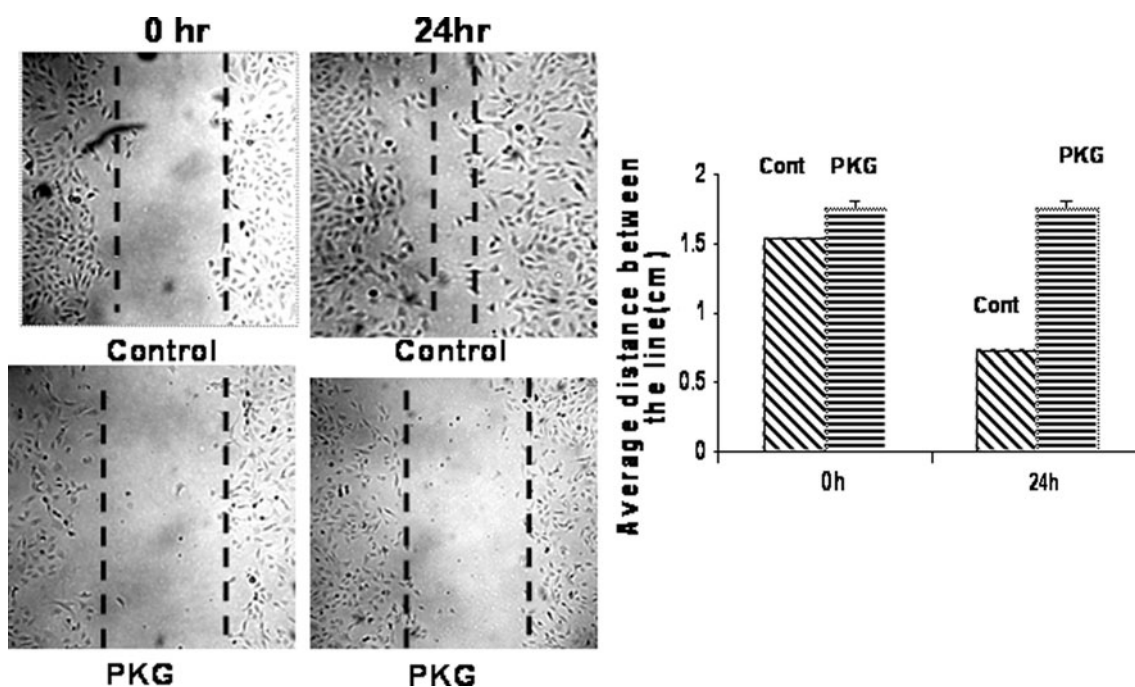 0 hr
24hr
Control
Control
PKG
PKG
Average distance between
the line(cm)
2
1.5
1
0.5
0
Cont
PKG
Cont
PKG
0h
24h